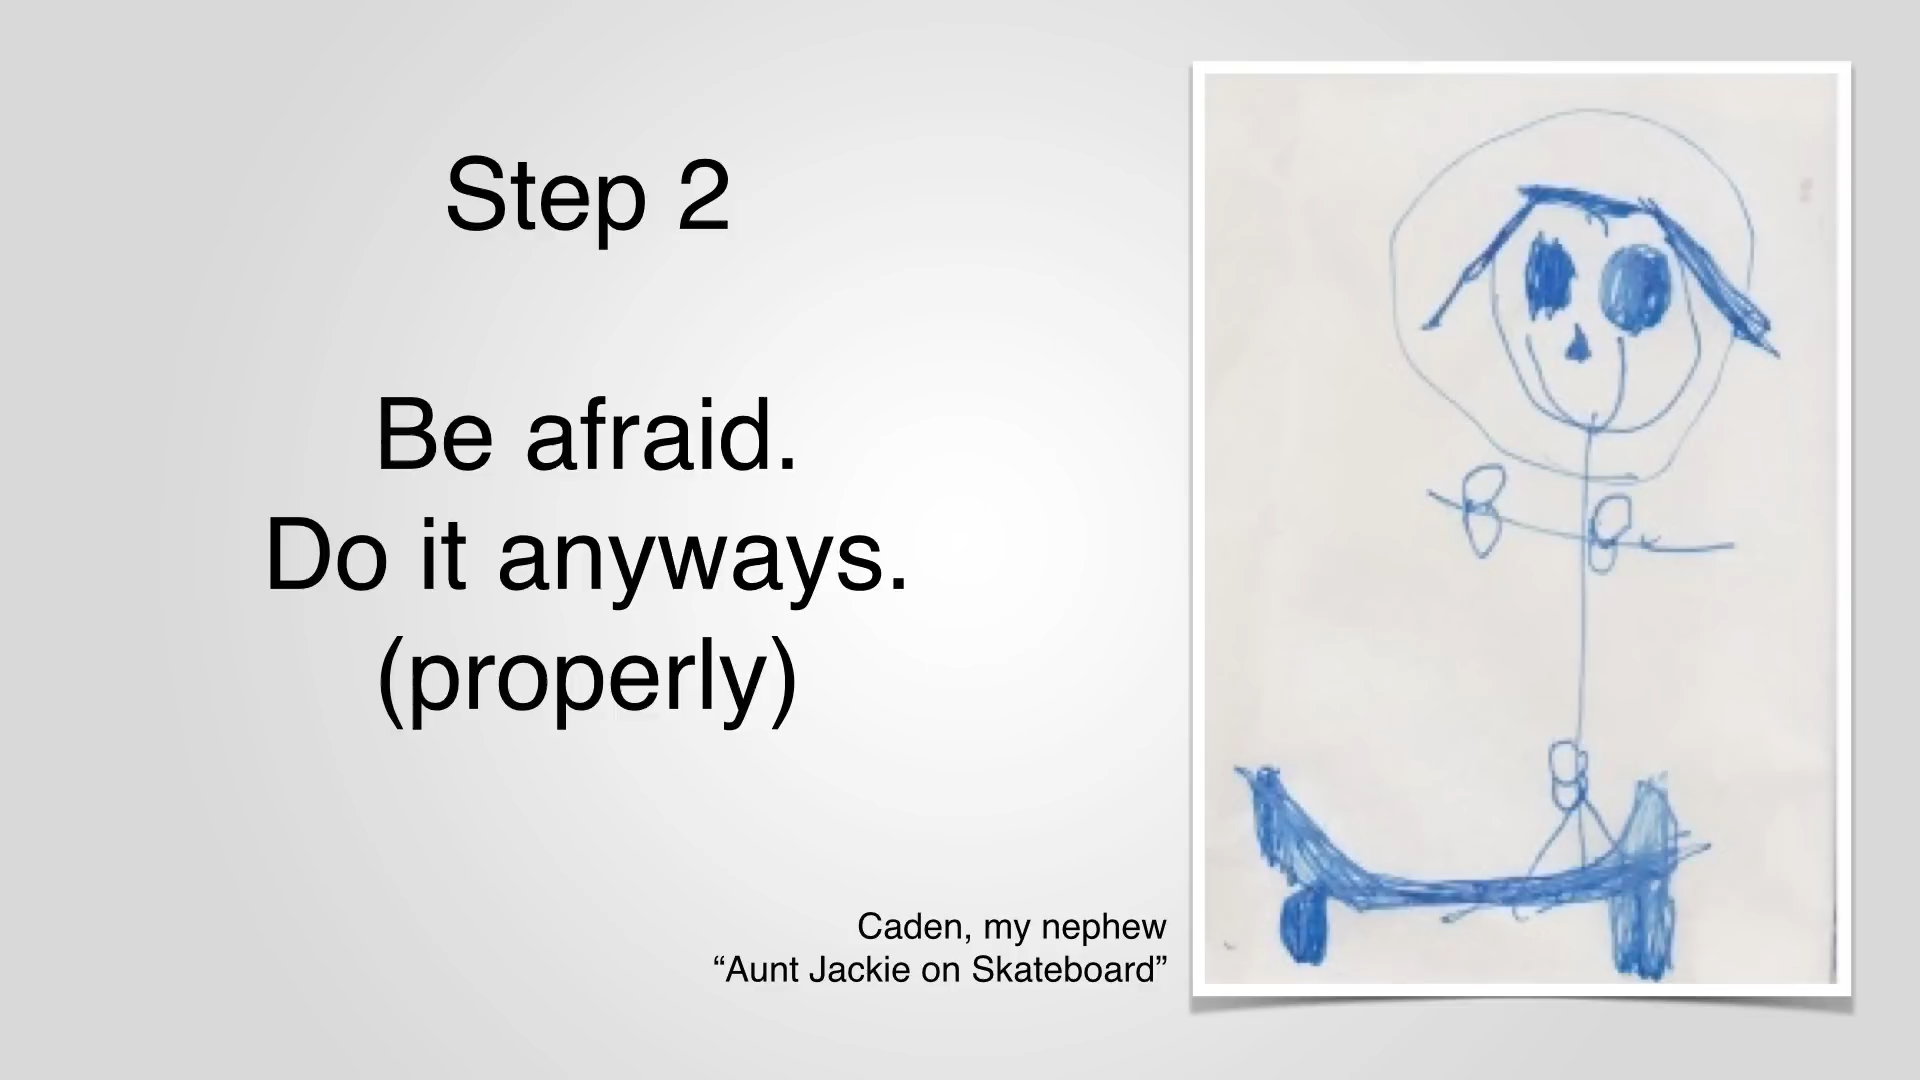 Step 2
Be afraid.
Do it anyways.
(properly)
Caden, my nephew
“Aunt Jackie on Skateboard”